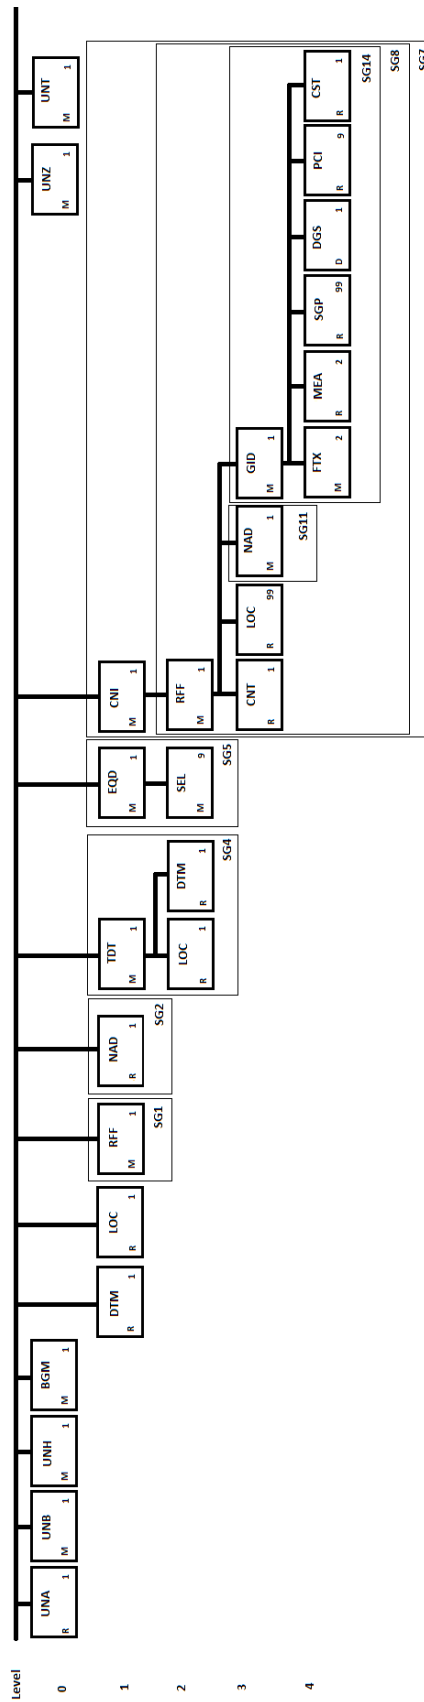 Level
0
UNA
R 1
UNB
M 1
UNH
M 1
BGM
M 1
UNZ
M 1
UNT
M 1
1
DTM
R 1
LOC
R 1
RFF
M 1
SG1
NAD
R 1
SG2
TDT
M 1
EQD
M 1
CNI
M 1
2
LOC
R 1
DTM
R 1
SG4
SEL
M 9
SG5
RFF
M 1
3
CNT
R 1
LOC
R 99
NAD
M 1
SG11
GID
M 1
4
FTX
M 2
MEA
R 2
SGP
R 99
DGS
D 1
PCI
R 9
CST
R 1
SG14
SG8
SG7